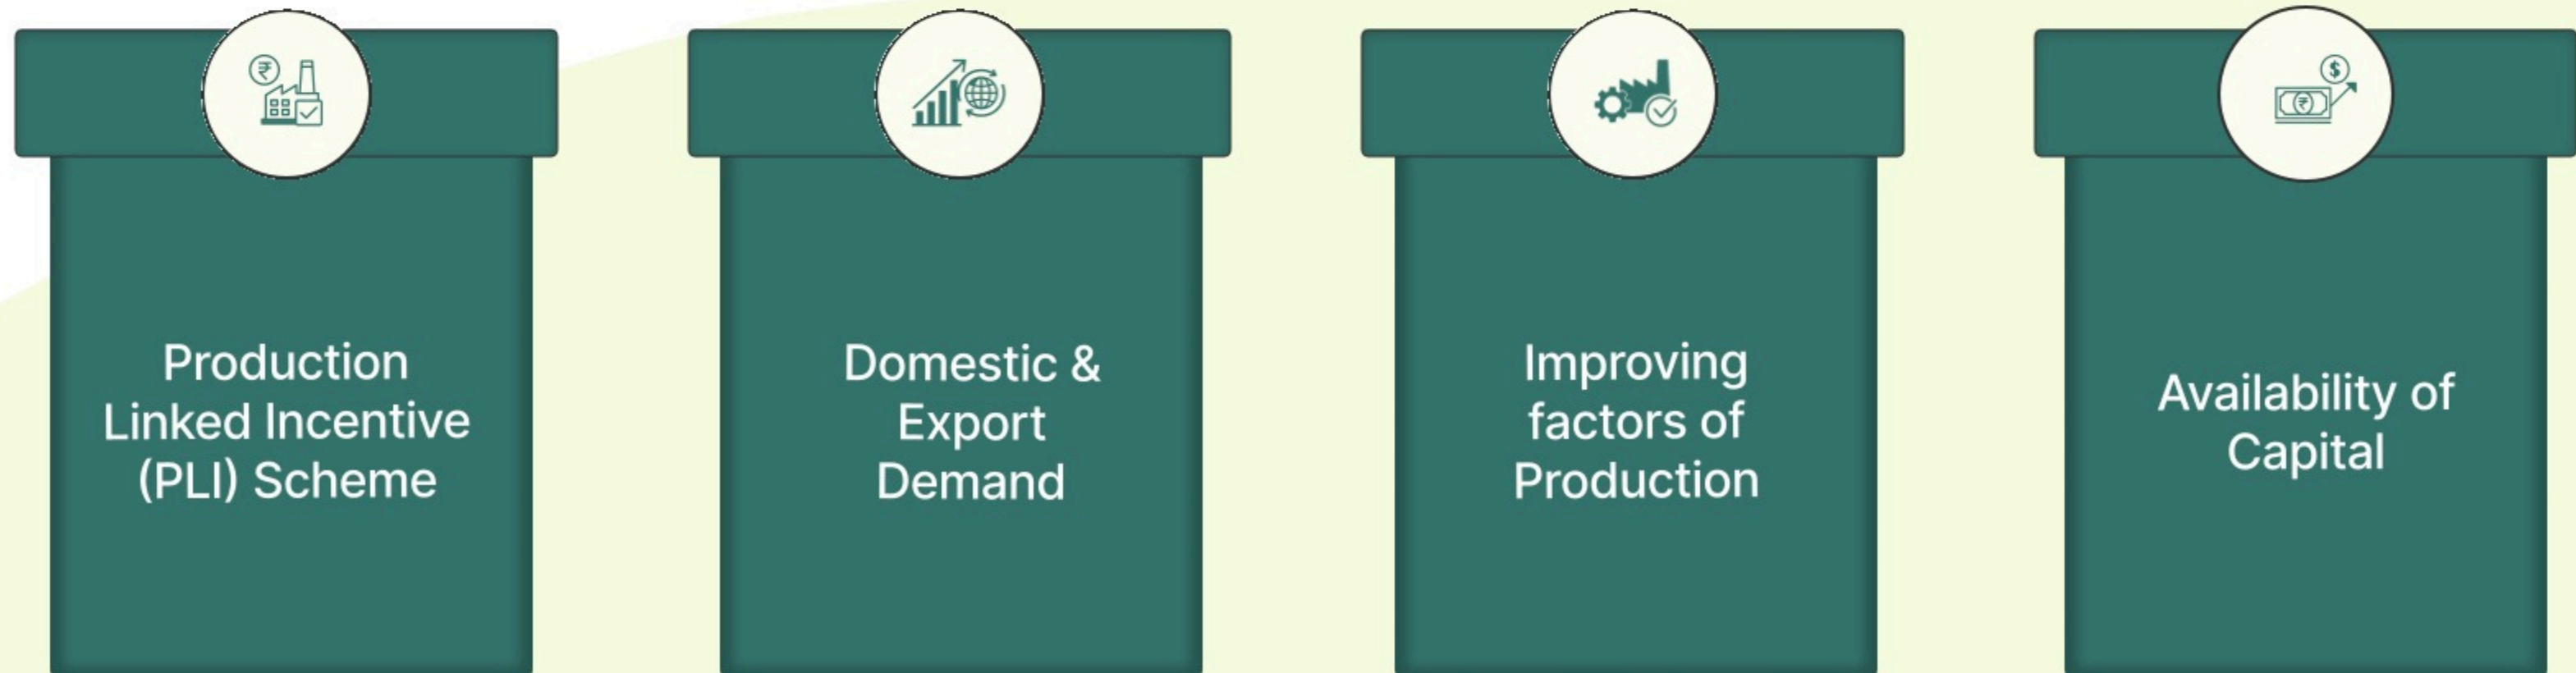 Production
Linked Incentive
(PLI) Scheme
Domestic &
Export
Demand
Improving
factors of
Production
Availability of
Capital
₹
₹
$